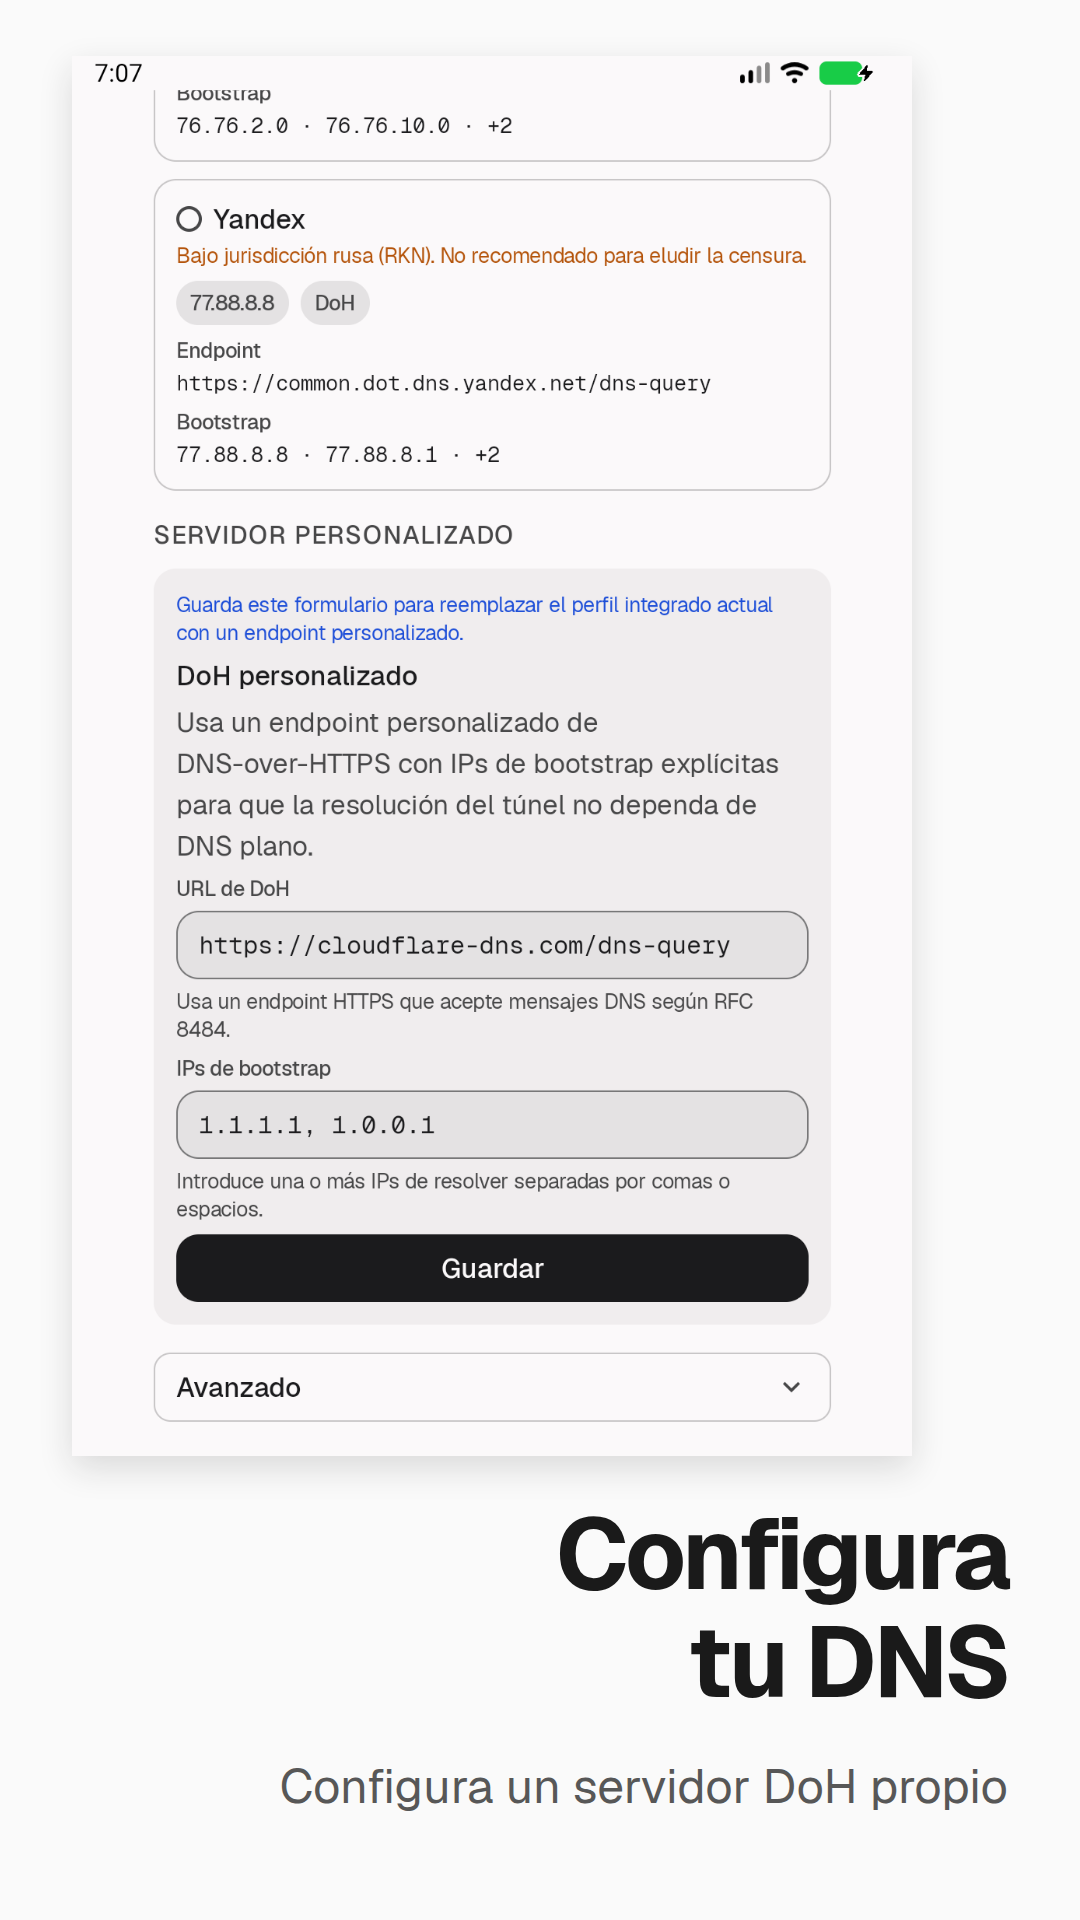 7:07
Bootstrap
76.76.2.0 · 76.76.10.0 · +2
Yandex
Bajo jurisdicción rusa (RKN). No recomendado para eludir la censura.
77.88.8.8 DoH
Endpoint
https://common.dot.dns.yandex.net/dns-query
Bootstrap
77.88.8.8 · 77.88.8.1 · +2
SERVIDOR PERSONALIZADO
Guarda este formulario para reemplazar el perfil integrado actual
con un endpoint personalizado.
DoH personalizado
Usa un endpoint personalizado de
DNS-over-HTTPS con IPs de bootstrap explícitas
para que la resolución del túnel no dependa de
DNS plano.
URL de DoH
https://cloudflare-dns.com/dns-query
Usa un endpoint HTTPS que acepte mensajes DNS según RFC
8484.
IPs de bootstrap
1.1.1.1, 1.0.0.1
Introduce una o más IPs de resolver separadas por comas o
espacios.
Guardar
Avanzado
Configura
tu DNS
Configura un servidor DoH propio